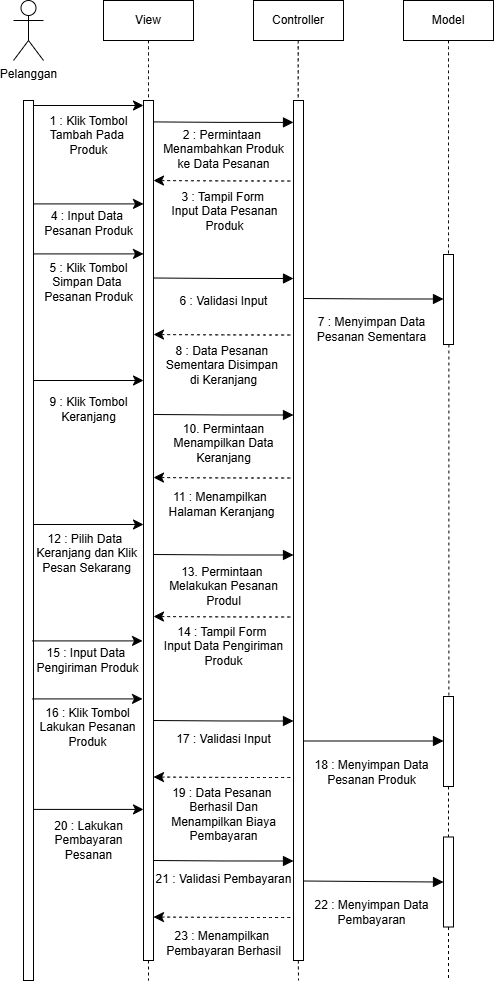 View
Controller
Model
Pelanggan
1 : Klik Tombol
Tambah Pada
Produk
2 : Permintaan
Menambahkan Produk
ke Data Pesanan
3 : Tampil Form
Input Data Pesanan
Produk
4 : Input Data
Pesanan Produk
5 : Klik Tombol
Simpan Data
Pesanan Produk
6 : Validasi Input
7 : Menyimpan Data
Pesanan Sementara
8 : Data Pesanan
Sementara Disimpan
di Keranjang
9 : Klik Tombol
Keranjang
10. Permintaan
Menampilkan Data
Keranjang
11 : Menampilkan
Halaman Keranjang
12 : Pilih Data
Keranjang dan Klik
Pesan Sekarang
13. Permintaan
Melakukan Pesanan
Produl
14 : Tampil Form
Input Data Pengiriman
Produk
15 : Input Data
Pengiriman Produk
16 : Klik Tombol
Lakukan Pesanan
Produk
17 : Validasi Input
18 : Menyimpan Data
Pesanan Produk
19 : Data Pesanan
Berhasil Dan
Menampilkan Biaya
Pembayaran
20 : Lakukan
Pembayaran
Pesanan
21 : Validasi Pembayaran
22 : Menyimpan Data
Pembayaran
23 : Menampilkan
Pembayaran Berhasil